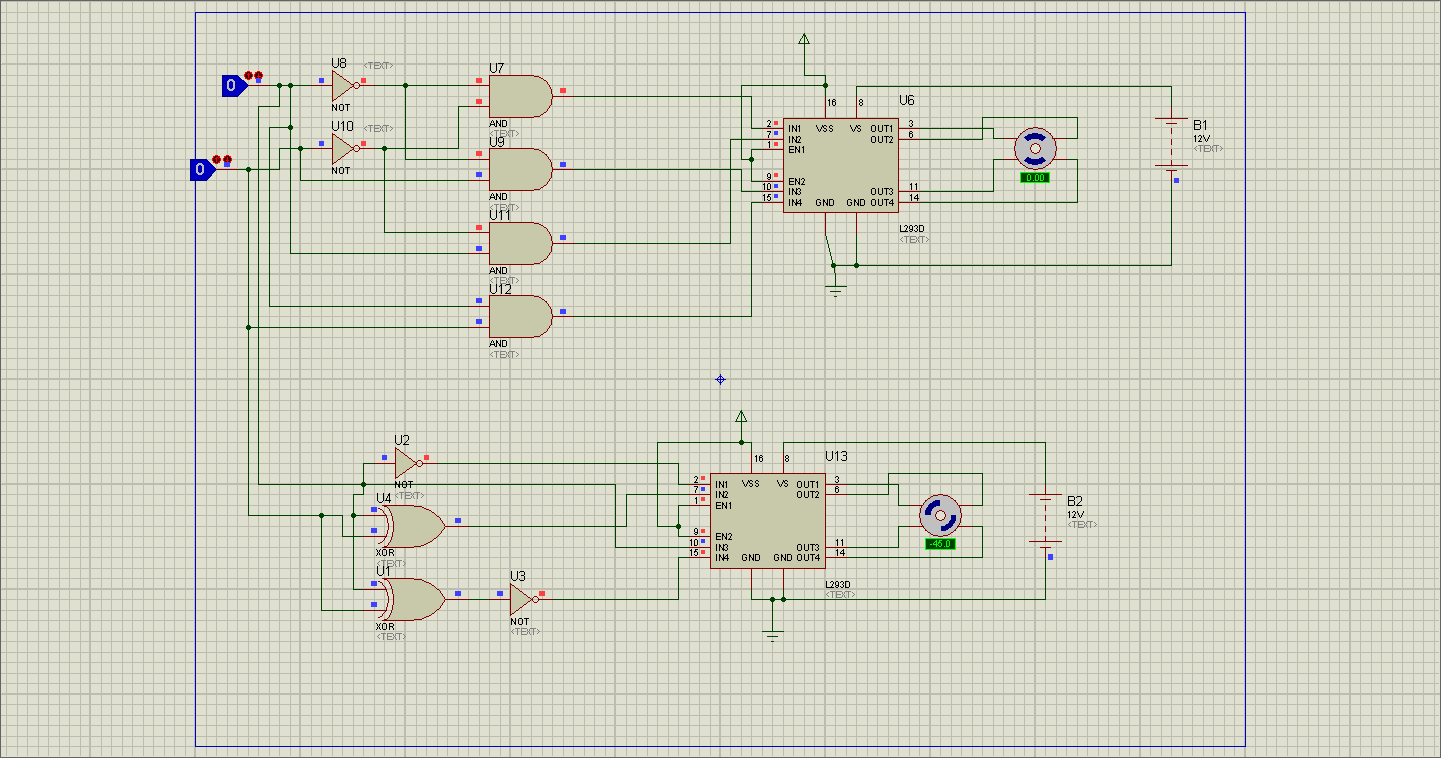 0
U8
<TEXT>
NOT
U10
<TEXT>
NOT
0
U7
AND
<TEXT>
U9
AND
<TEXT>
U11
AND
<TEXT>
U12
AND
<TEXT>
16 8 U6
2 IN1 VSS VS OUT1 3
7 IN2 OUT2 6
1 EN1
9 EN2
10 IN3 OUT3 11
15 IN4 GND GND OUT4 14
L293D
<TEXT>
0.00
B1
12V
<TEXT>
U2
NOT
<TEXT>
U4
XOR
<TEXT>
U1
XOR
<TEXT>
U3
NOT
<TEXT>
16 8 U13
2 IN1 VSS VS OUT1 3
7 IN2 OUT2 6
1 EN1
9 EN2
10 IN3 OUT3 11
15 IN4 GND GND OUT4 14
L293D
<TEXT>
-45.0
B2
12V
<TEXT>